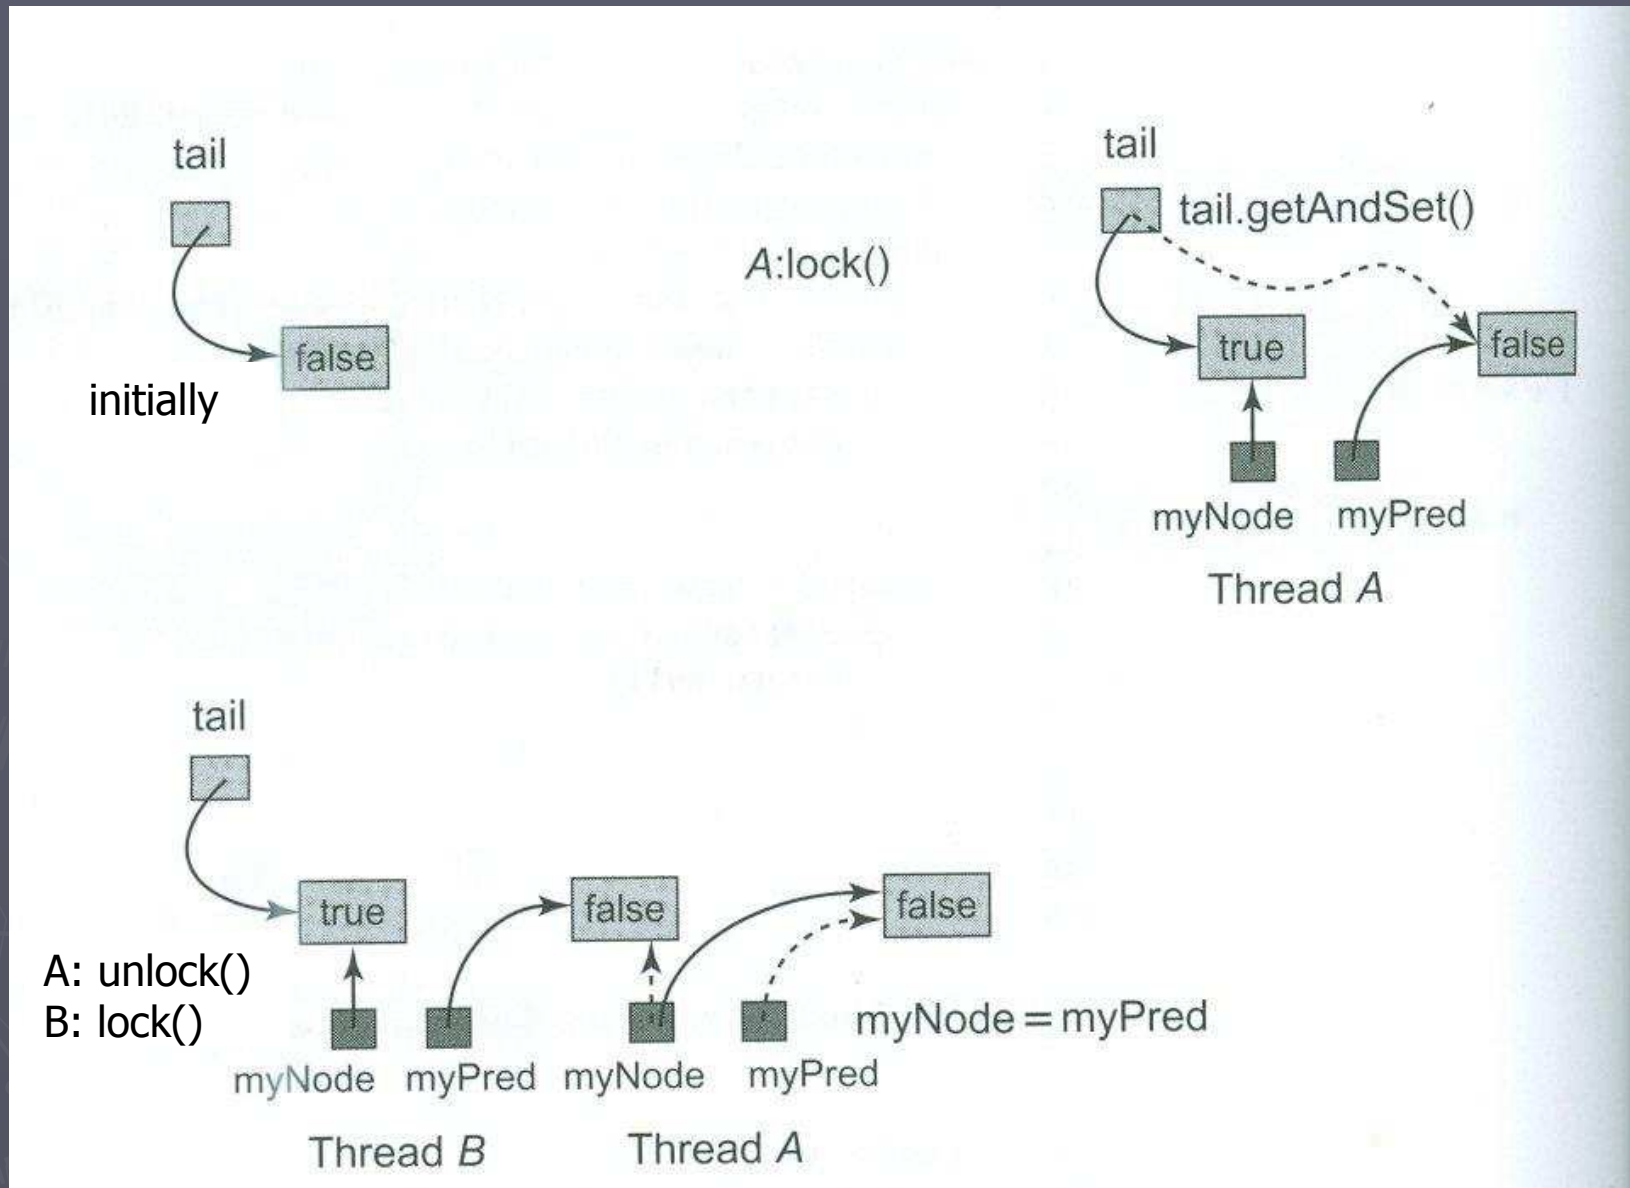 tail
false
initially
A:lock()
tail
tail.getAndSet()
true
false
myNode
myPred
Thread A
tail
true
false
false
A: unlock()
B: lock()
myNode = myPred
myNode
myPred
myNode
myPred
Thread B
Thread A